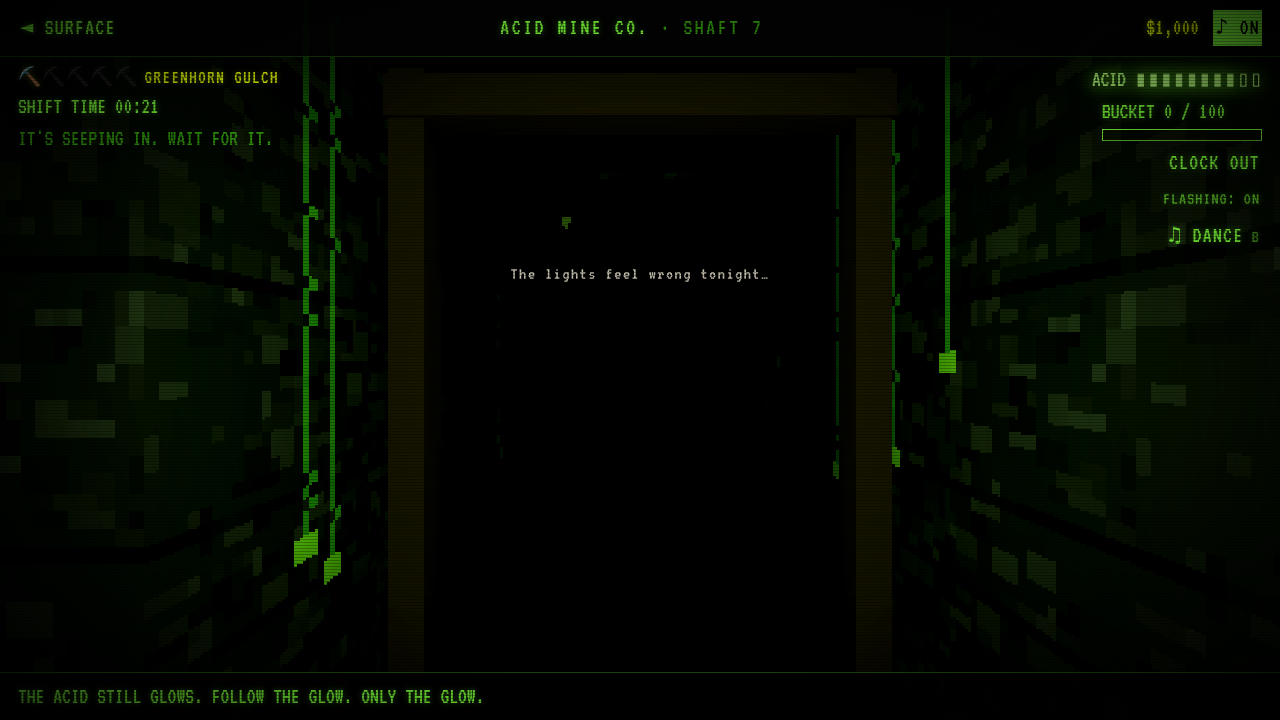 ◄ SURFACE
ACID MINE CO. · SHAFT 7
$1,000
♪ ON
GREENHORN GULCH
SHIFT TIME 00:21
IT'S SEEPING IN. WAIT FOR IT.
ACID
BUCKET 0 / 100
CLOCK OUT
FLASHING: ON
♫ DANCE B
The lights feel wrong tonight…
THE ACID STILL GLOWS. FOLLOW THE GLOW. ONLY THE GLOW.